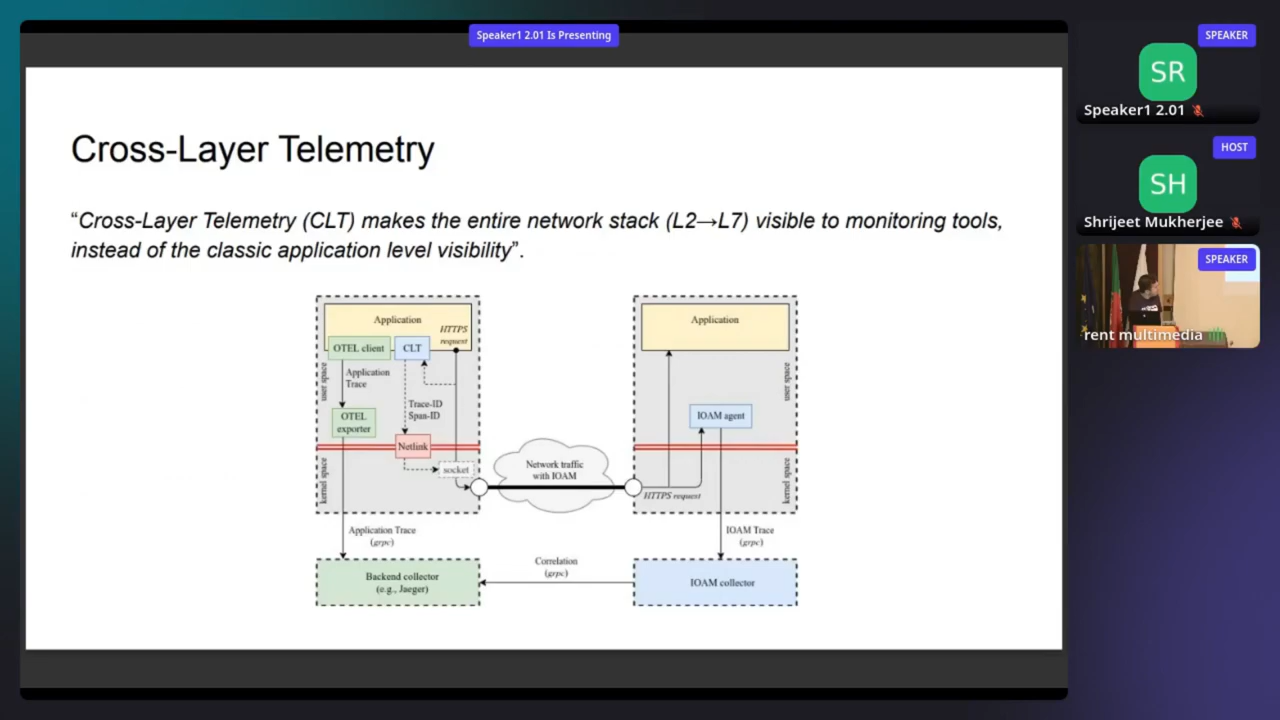 Speaker1 2.01 Is Presenting
Cross-Layer Telemetry
“Cross-Layer Telemetry (CLT) makes the entire network stack (L2→L7) visible to monitoring tools,
instead of the classic application level visibility”.
Application
HTTPS
request
OTEL client
CLT
user space
Application
Trace
Trace-ID
Span-ID
OTEL
exporter
Netlink
socket
kernel space
Network traffic
with IOAM
Application
user space
IOAM agent
kernel space
HTTPS request
Application Trace
(grpc)
IOAM Trace
(grpc)
Backend collector
(e.g., Jaeger)
Correlation
(grpc)
IOAM collector
SPEAKER
SR
Speaker1 2.01
HOST
SH
Shrijeet Mukherjee
SPEAKER
rent multimedia